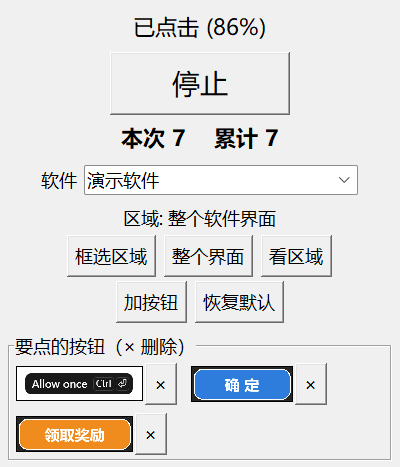 已点击 (86%)
停止
本次 7 累计 7
软件 演示软件
区域: 整个软件界面
框选区域 整个界面 看区域
加按钮 恢复默认
要点的按钮（× 删除）
Allow once Ctrl ⏎ × 确 定 ×
领取奖励 ×